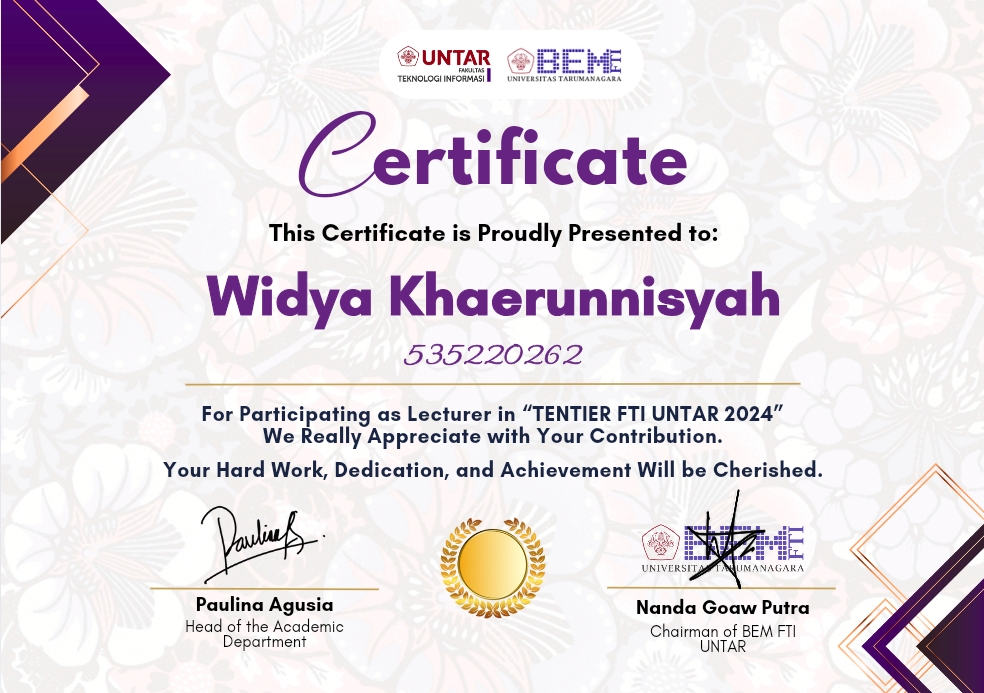 UNTAR
FAKULTAS
TEKNOLOGI INFORMASI
BEM FTI
UNIVERSITAS TARUMANAGARA
Certificate
This Certificate is Proudly Presented to:
Widya Khaerunnisyah
535220262
For Participating as Lecturer in “TENTIER FTI UNTAR 2024”
We Really Appreciate with Your Contribution.
Your Hard Work, Dedication, and Achievement Will be Cherished.
PaulinaB
BEM FTI
UNIVERSITAS TARUMANAGARA
Paulina Agusia
Head of the Academic
Department
Nanda Goaw Putra
Chairman of BEM FTI
UNTAR